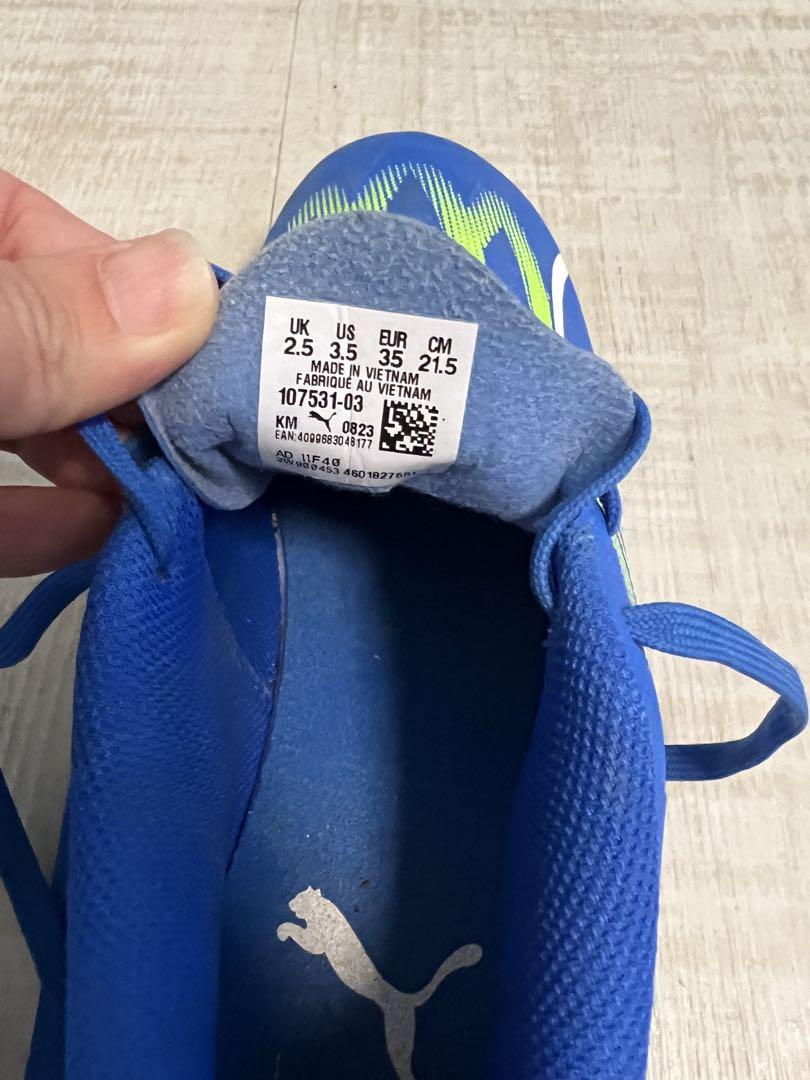 UK US EUR CM
2.5 3.5 35 21.5
MADE IN VIETNAM
FABRIQUÉ AU VIETNAM
107531-03
KM 0823
EAN:4099683048177
AD 11F40